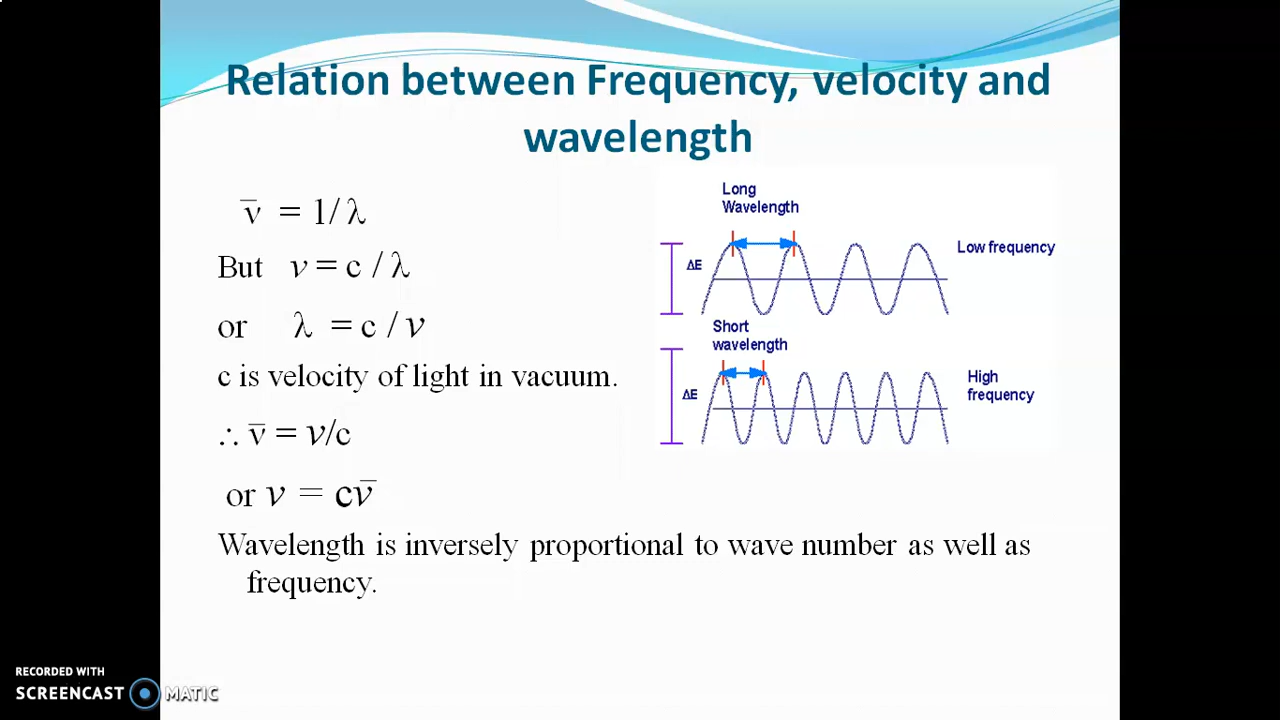 Relation between Frequency, velocity and
wavelength
ν̅ = 1/ λ
But ν = c / λ
or λ = c / ν
c is velocity of light in vacuum.
∴ ν̅ = ν/c
or ν = cν̅
Wavelength is inversely proportional to wave number as well as
frequency.
Long
Wavelength
ΔE
Low frequency
Short
wavelength
ΔE
High
frequency
RECORDED WITH
SCREENCAST MATIC